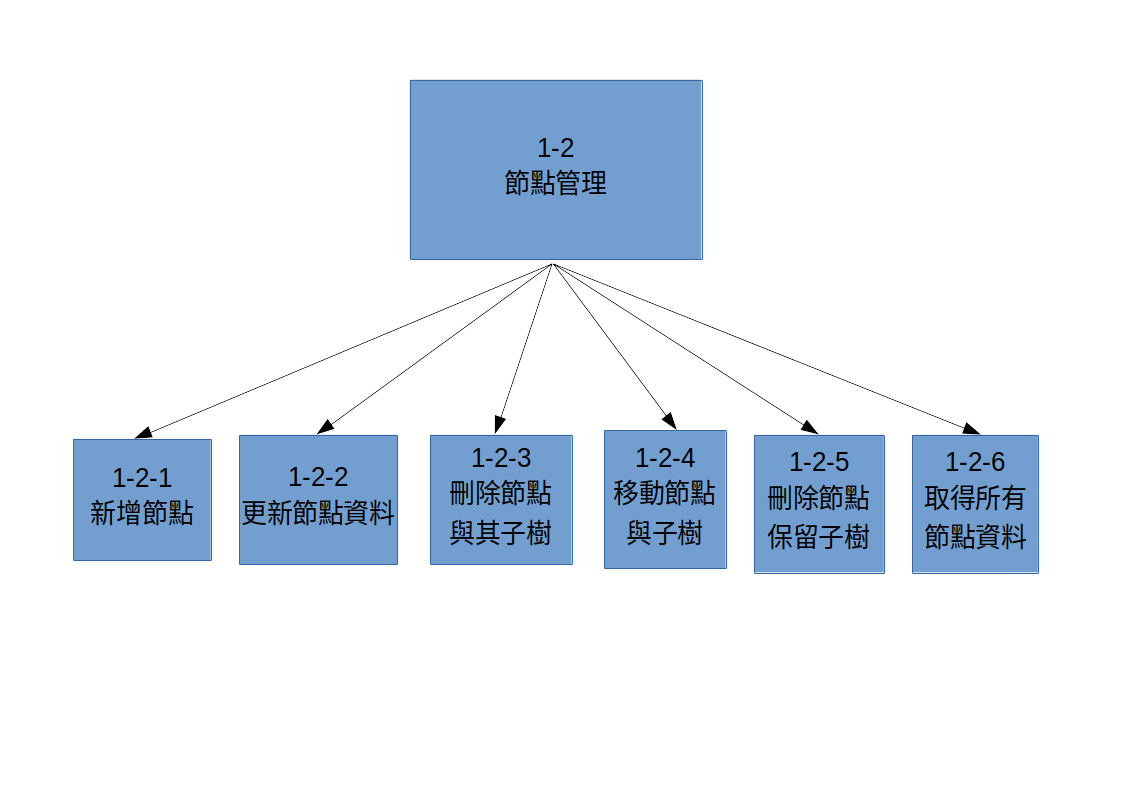 1-2
節點管理
1-2-1
新增節點
1-2-2
更新節點資料
1-2-3
刪除節點
與其子樹
1-2-4
移動節點
與子樹
1-2-5
刪除節點
保留子樹
1-2-6
取得所有
節點資料